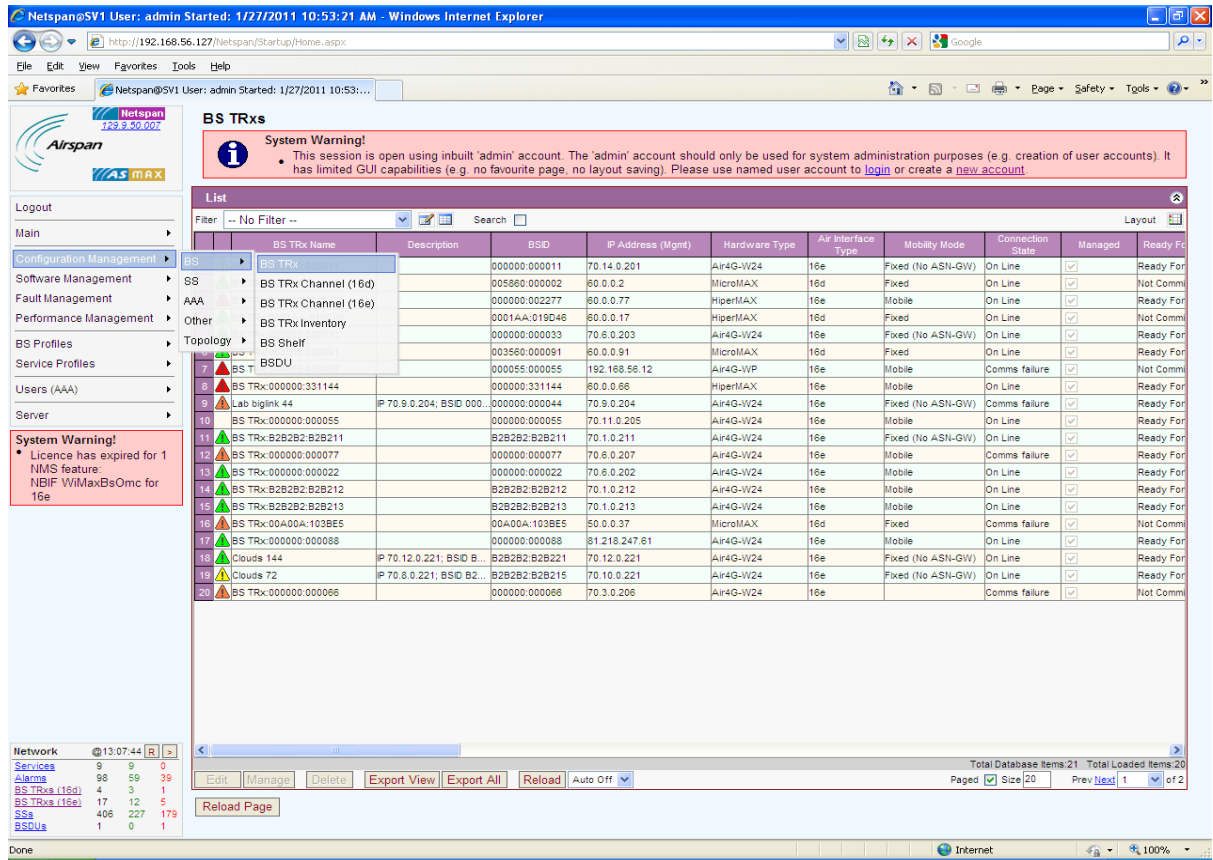 Netspan@SV1 User: admin Started: 1/27/2011 10:53:21 AM - Windows Internet Explorer
http://192.168.56.127/Netspan/Startup/Home.aspx
Google
File Edit View Favorites Tools Help
Favorites
Netspan@SV1 User: admin Started: 1/27/2011 10:53:...
Page Safety Tools
Netspan
129.9.50.007
Airspan
AS MAX
BS TRxs
System Warning!
• This session is open using inbuilt 'admin' account. The 'admin' account should only be used for system administration purposes (e.g. creation of user accounts). It
has limited GUI capabilities (e.g. no favourite page, no layout saving). Please use named user account to login or create a new account.
Logout
Main
Configuration Management
Software Management
Fault Management
Performance Management
BS Profiles
Service Profiles
Users (AAA)
Server
System Warning!
• Licence has expired for 1
NMS feature:
NBIF WiMaxBsOmc for
16e
BS
SS
AAA
Other
Topology
BS TRx
BS TRx Channel (16d)
BS TRx Channel (16e)
BS TRx Inventory
BS Shelf
BSDU
List
Filter -- No Filter -- Search Layout
BS TRx Name Description BSID IP Address (Mgmt) Hardware Type Air Interface Type Mobility Mode Connection State Managed Ready Fo
000000:000011 70.14.0.201 Air4G-W24 16e Fixed (No ASN-GW) On Line Ready For
005860:000002 60.0.0.2 MicroMAX 16d Fixed On Line Not Commi
000000:002277 60.0.0.77 HiperMAX 16e Mobile On Line Ready For
0001AA:019D46 60.0.0.17 HiperMAX 16d Fixed On Line Not Commi
000000:000033 70.6.0.203 Air4G-W24 16e Fixed (No ASN-GW) On Line Ready For
003560:000091 60.0.0.91 MicroMAX 16d Fixed On Line Ready For
7 BS T 000055:000055 192.168.56.12 Air4G-WP 16e Mobile Comms failure Not Commi
8 BS TRx:000000:331144 000000:331144 60.0.0.66 HiperMAX 16e Mobile On Line Ready For
9 Lab biglink 44 IP 70.9.0.204; BSID 000... 000000:000044 70.9.0.204 Air4G-W24 16e Fixed (No ASN-GW) Comms failure Ready For
10 BS TRx:000000:000055 000000:000055 70.11.0.205 Air4G-W24 16e Mobile Comms failure Ready For
11 BS TRx:B2B2B2:B2B211 B2B2B2:B2B211 70.1.0.211 Air4G-W24 16e Fixed (No ASN-GW) On Line Ready For
12 BS TRx:000000:000077 000000:000077 70.6.0.207 Air4G-W24 16e Mobile Comms failure Ready For
13 BS TRx:000000:000022 000000:000022 70.6.0.202 Air4G-W24 16e Mobile On Line Ready For
14 BS TRx:B2B2B2:B2B212 B2B2B2:B2B212 70.1.0.212 Air4G-W24 16e Mobile On Line Ready For
15 BS TRx:B2B2B2:B2B213 B2B2B2:B2B213 70.1.0.213 Air4G-W24 16e Mobile On Line Ready For
16 BS TRx:00A00A:103BE5 00A00A:103BE5 50.0.0.37 MicroMAX 16d Fixed Comms failure Not Commi
17 BS TRx:000000:000088 000000:000088 81.218.247.61 Air4G-W24 16e Mobile On Line Ready For
18 Clouds 144 IP 70.12.0.221; BSID B... B2B2B2:B2B221 70.12.0.221 Air4G-W24 16e Fixed (No ASN-GW) On Line Ready For
19 Clouds 72 IP 70.8.0.221; BSID B2... B2B2B2:B2B215 70.10.0.221 Air4G-W24 16e Fixed (No ASN-GW) On Line Ready For
20 BS TRx:000000:000066 000000:000066 70.3.0.206 Air4G-W24 16e Comms failure Not Commi
Total Database Items:21 Total Loaded Items:20
Edit Manage Delete Export View Export All Reload Auto Off Paged Size 20 Prev Next 1 of 2
Reload Page
Network @13:07:44 R >
Services 9 9 0
Alarms 98 59 39
BS TRxs (16d) 4 3 1
BS TRxs (16e) 17 12 5
SSs 406 227 179
BSDUs 1 0 1
Done Internet 100%